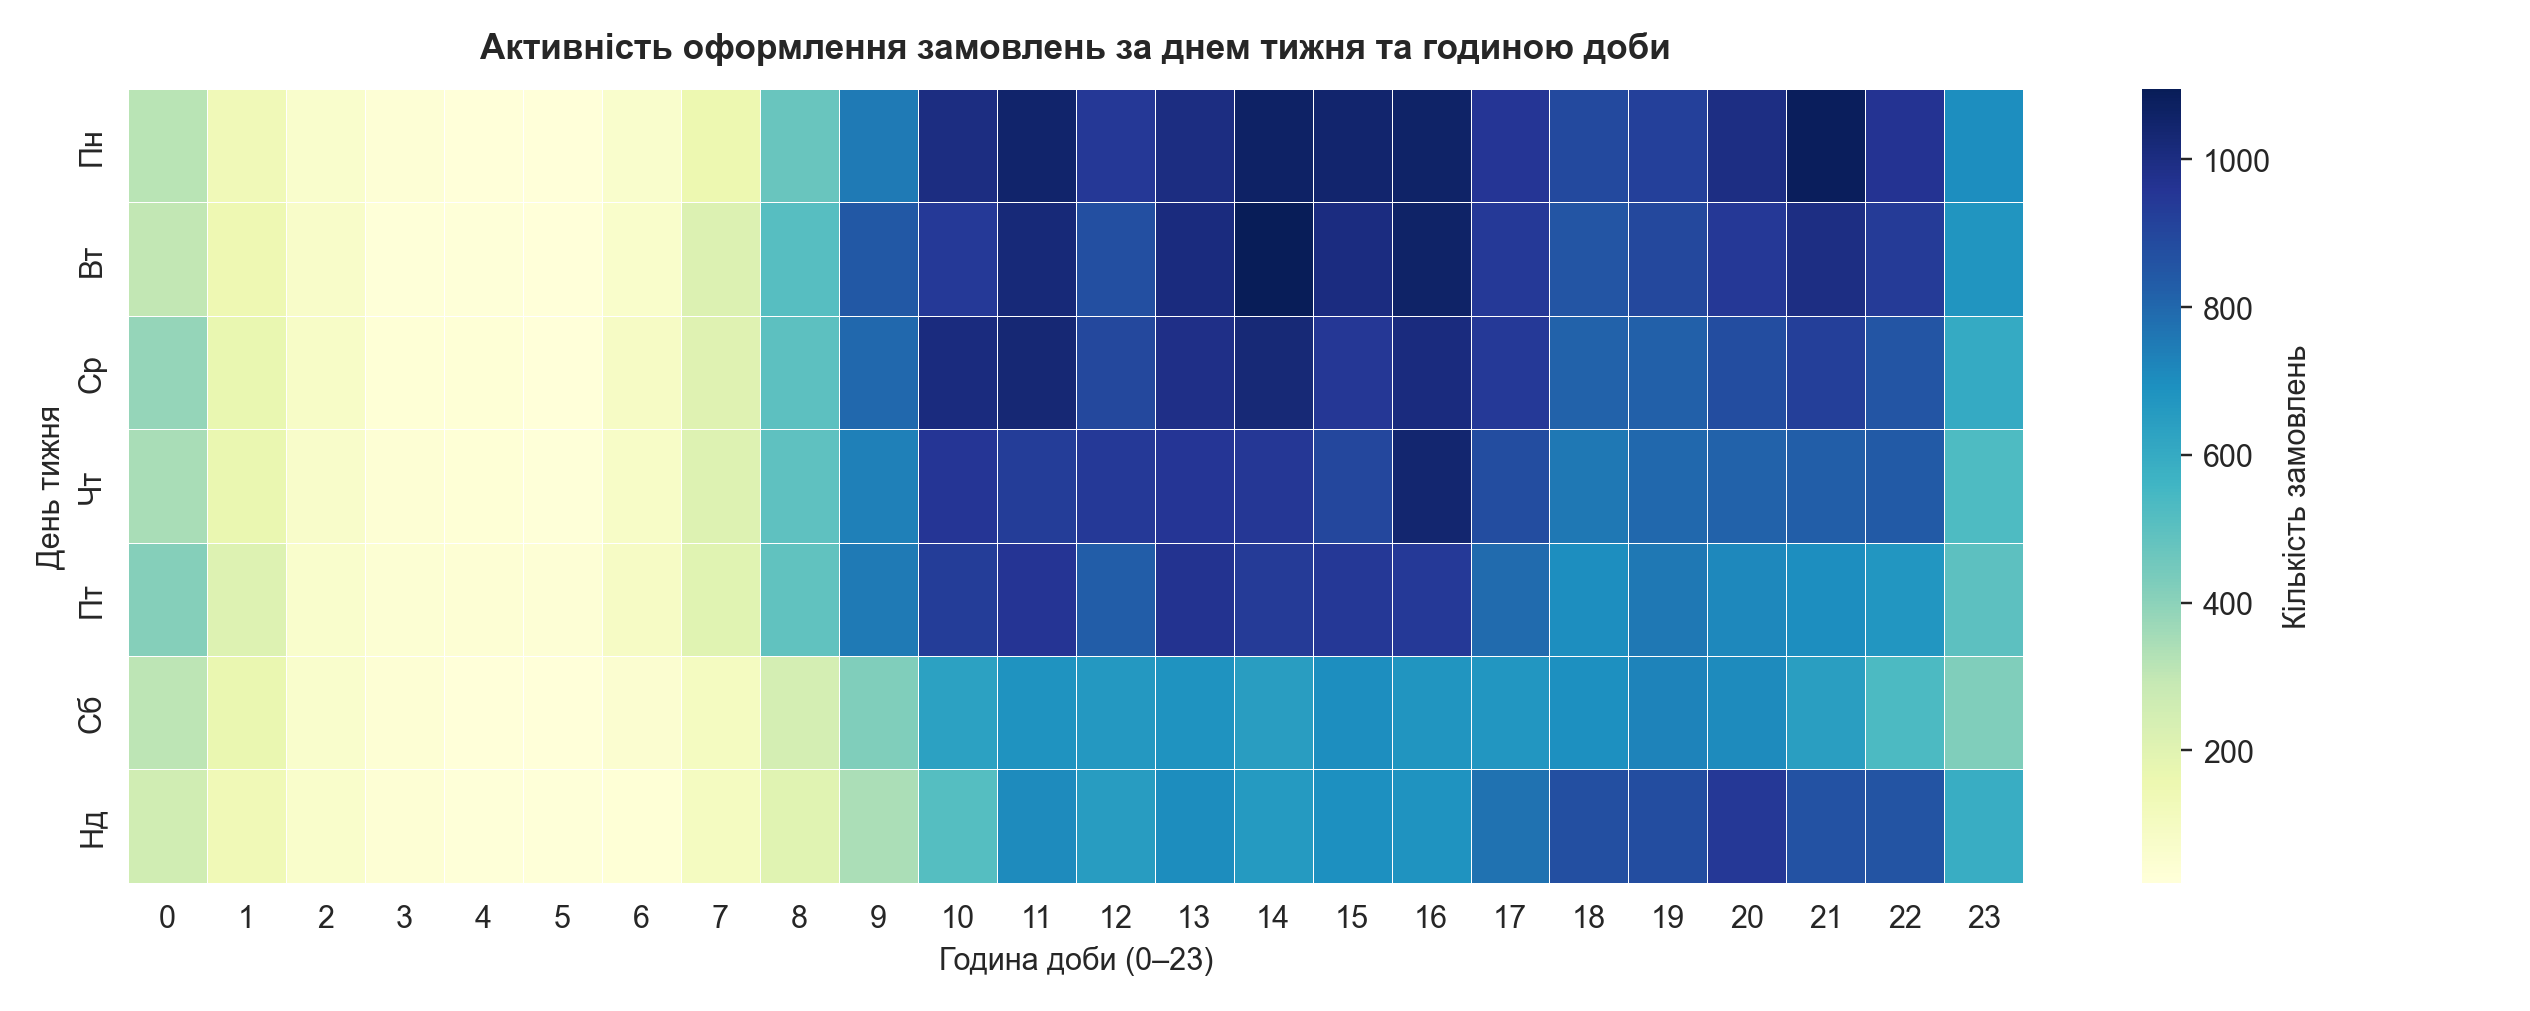 Активність оформлення замовлень за днем тижня та годиною доби
День тижня
Пн
Вт
Ср
Чт
Пт
Сб
Нд
0 1 2 3 4 5 6 7 8 9 10 11 12 13 14 15 16 17 18 19 20 21 22 23
Година доби (0–23)
1000
800
600
400
200
Кількість замовлень